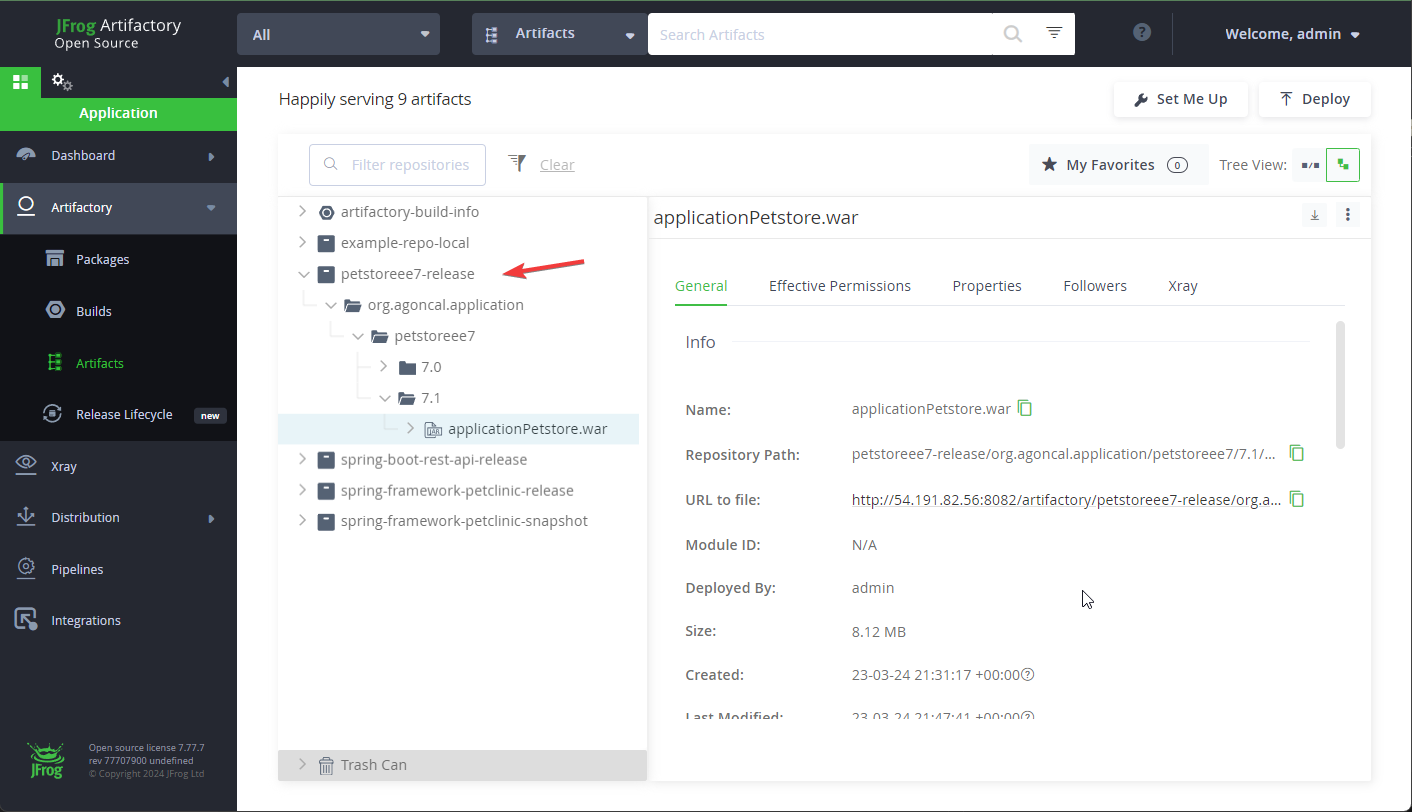 JFrog Artifactory
Open Source
All
Artifacts
Search Artifacts
?
Welcome, admin
Application
Dashboard
Artifactory
Packages
Builds
Artifacts
Release Lifecycle new
Xray
Distribution
Pipelines
Integrations
JFrog
Open source license 7.77.7
rev 77707900 undefined
© Copyright 2024 JFrog Ltd
Happily serving 9 artifacts
Set Me Up
Deploy
Filter repositories
Clear
My Favorites 0
Tree View:
artifactory-build-info
example-repo-local
petstoreee7-release
org.agoncal.application
petstoreee7
7.0
7.1
applicationPetstore.war
spring-boot-rest-api-release
spring-framework-petclinic-release
spring-framework-petclinic-snapshot
Trash Can
applicationPetstore.war
General Effective Permissions Properties Followers Xray
Info
Name: applicationPetstore.war
Repository Path: petstoreee7-release/org.agoncal.application/petstoreee7/7.1/...
URL to file: http://54.191.82.56:8082/artifactory/petstoreee7-release/org.a...
Module ID: N/A
Deployed By: admin
Size: 8.12 MB
Created: 23-03-24 21:31:17 +00:00
Last Modified: 23-03-24 21:47:41 +00:00